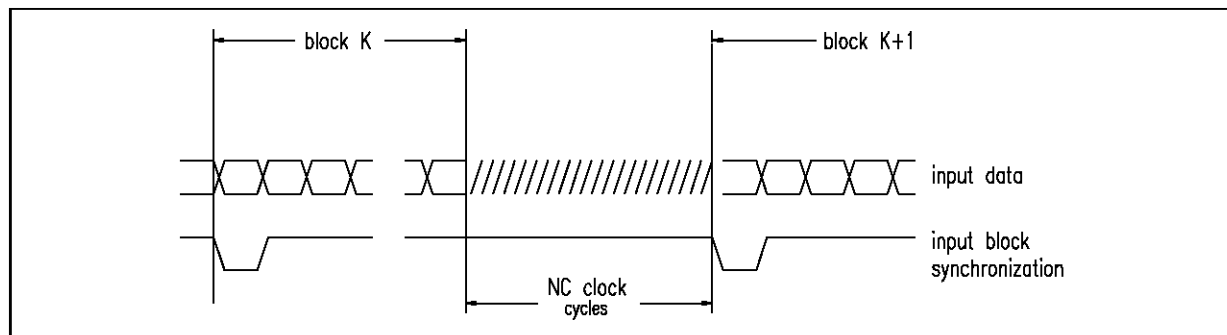 block K
block K+1
input data
input block
synchronization
NC clock
cycles